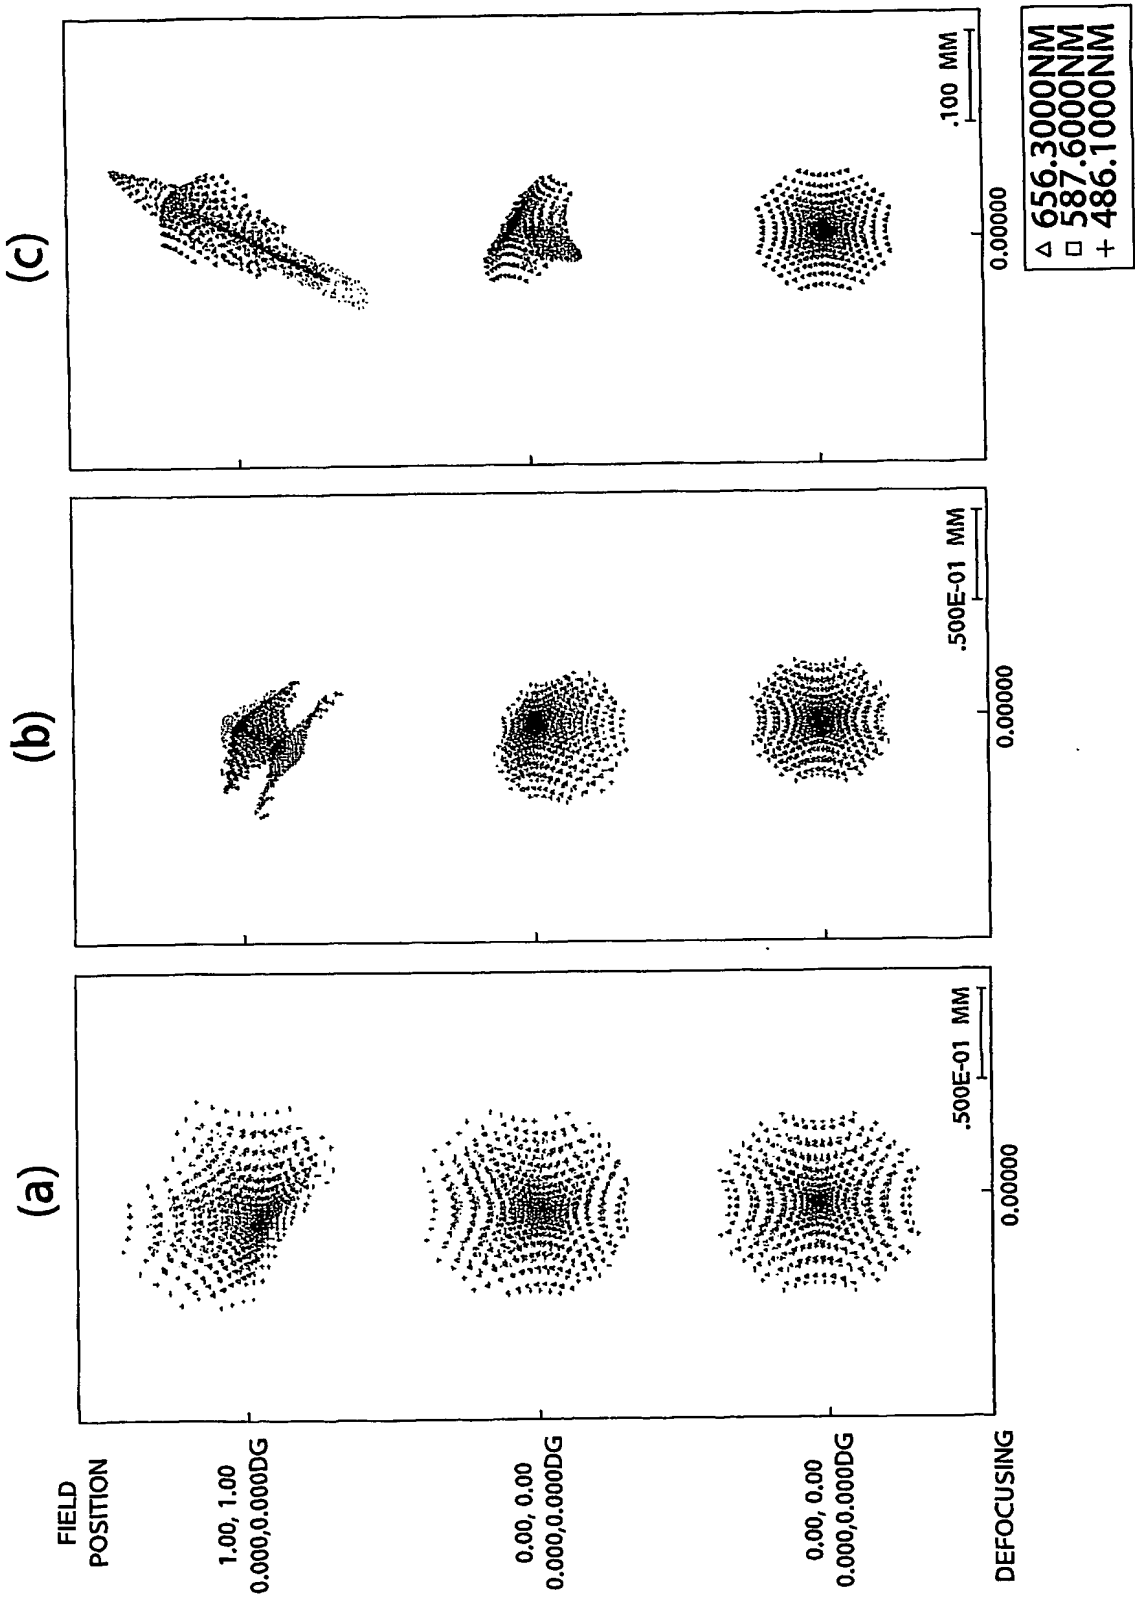 (a)
(b)
(c)
FIELD
POSITION
1.00, 1.00
0.000,0.000DG
0.00, 0.00
0.000,0.000DG
0.00, 0.00
0.000,0.000DG
DEFOCUSING
.500E-01 MM
0.00000
.500E-01 MM
0.00000
.100 MM
0.00000
△ 656.3000NM
□ 587.6000NM
+ 486.1000NM